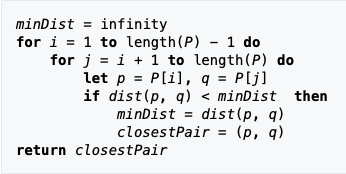 minDist = infinity
for i = 1 to length(P) − 1 do
    for j = i + 1 to length(P) do
        let p = P[i], q = P[j]
        if dist(p, q) < minDist  then
            minDist = dist(p, q)
            closestPair = (p, q)
return closestPair